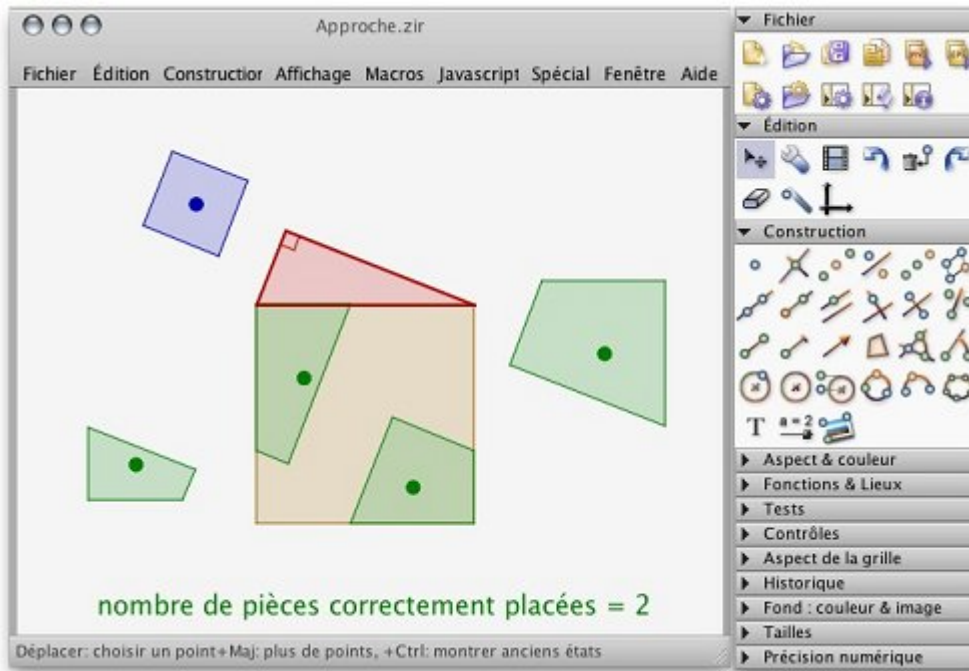 Approche.zir
Fichier Édition Construction Affichage Macros Javascript Spécial Fenêtre Aide
nombre de pièces correctement placées = 2
Déplacer: choisir un point+Maj: plus de points, +Ctrl: montrer anciens états
Fichier
Édition
Construction
T a = 2
Aspect & couleur
Fonctions & Lieux
Tests
Contrôles
Aspect de la grille
Historique
Fond : couleur & image
Tailles
Précision numérique